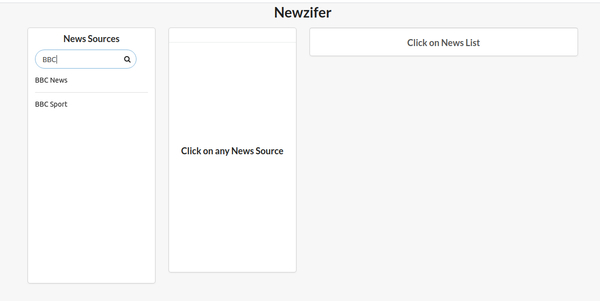 Newzifer
News Sources
BBC
BBC News
BBC Sport
Click on any News Source
Click on News List